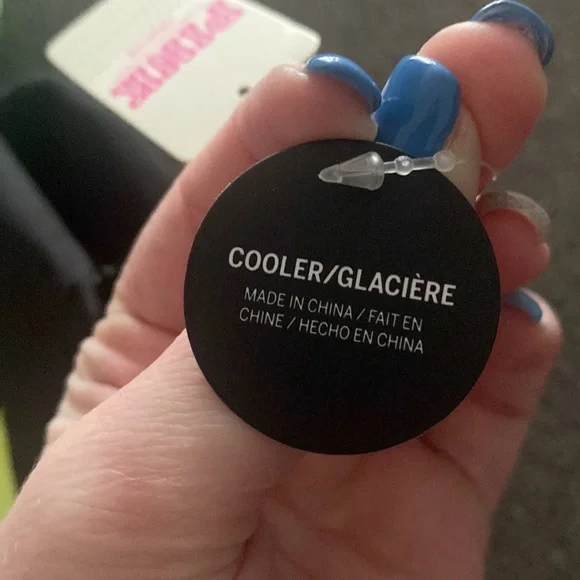 COOLER/GLACIÈRE
MADE IN CHINA / FAIT EN
CHINE / HECHO EN CHINA